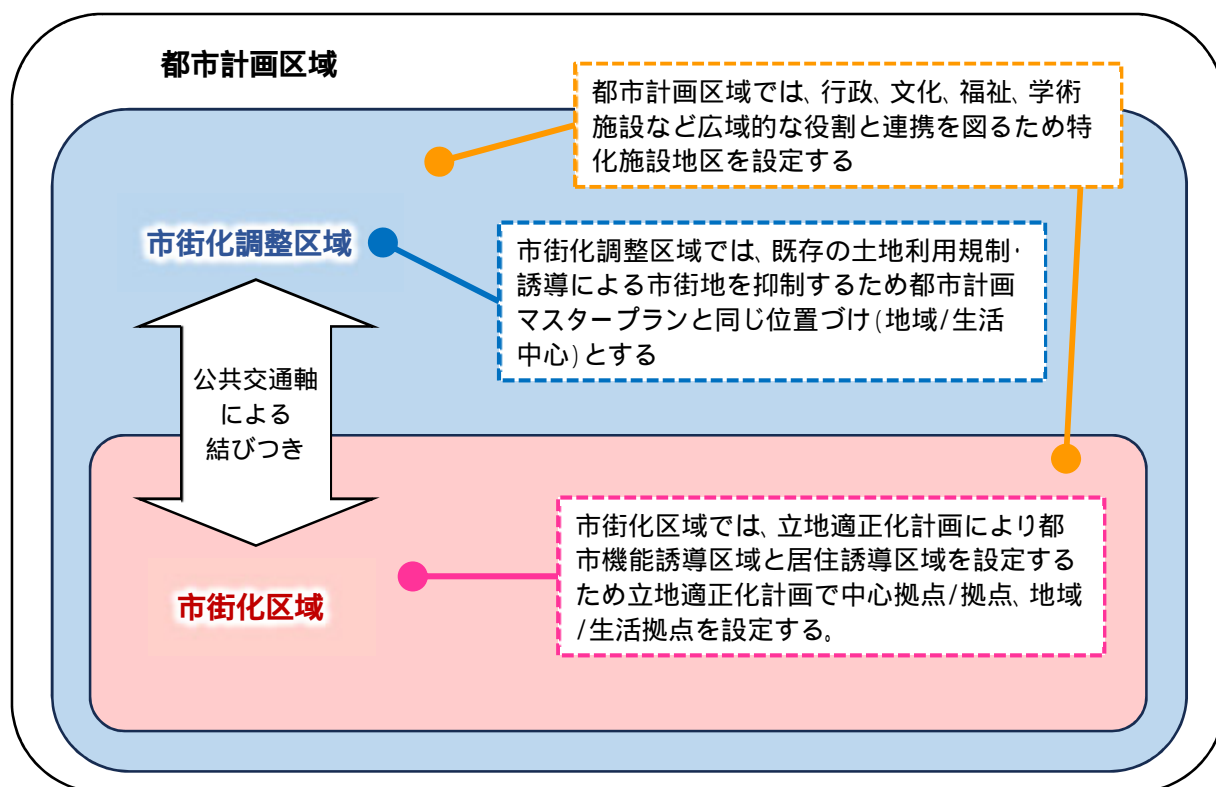 都市計画区域
都市計画区域では、行政、文化、福祉、学術
施設など広域的な役割と連携を図るため特
化施設地区を設定する
市街化調整区域
市街化調整区域では、既存の土地利用規制・
誘導による市街地を抑制するため都市計画
マスタープランと同じ位置づけ(地域/生活
中心)とする
公共交通軸
による
結びつき
市街化区域では、立地適正化計画により都
市機能誘導区域と居住誘導区域を設定する
ため立地適正化計画で中心拠点/拠点、地域
/生活拠点を設定する。
市街化区域